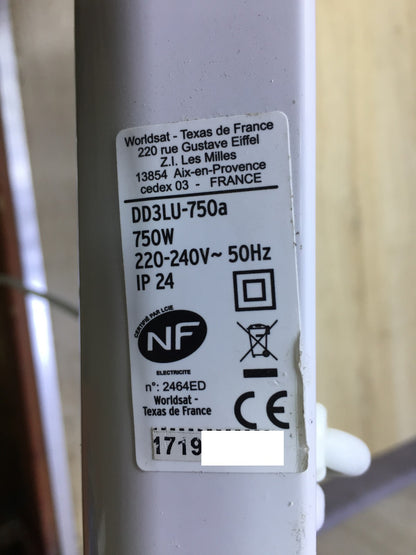 Worldsat - Texas de France
220 rue Gustave Eiffel
Z.I. Les Milles
13854 Aix-en-Provence
cedex 03 - FRANCE
DD3LU-750a
750W
220-240V~ 50Hz
IP 24
CERTIFIÉ PAR LCIE
NF
ELECTRICITE
n°: 2464ED
Worldsat -
Texas de France
CE
1719